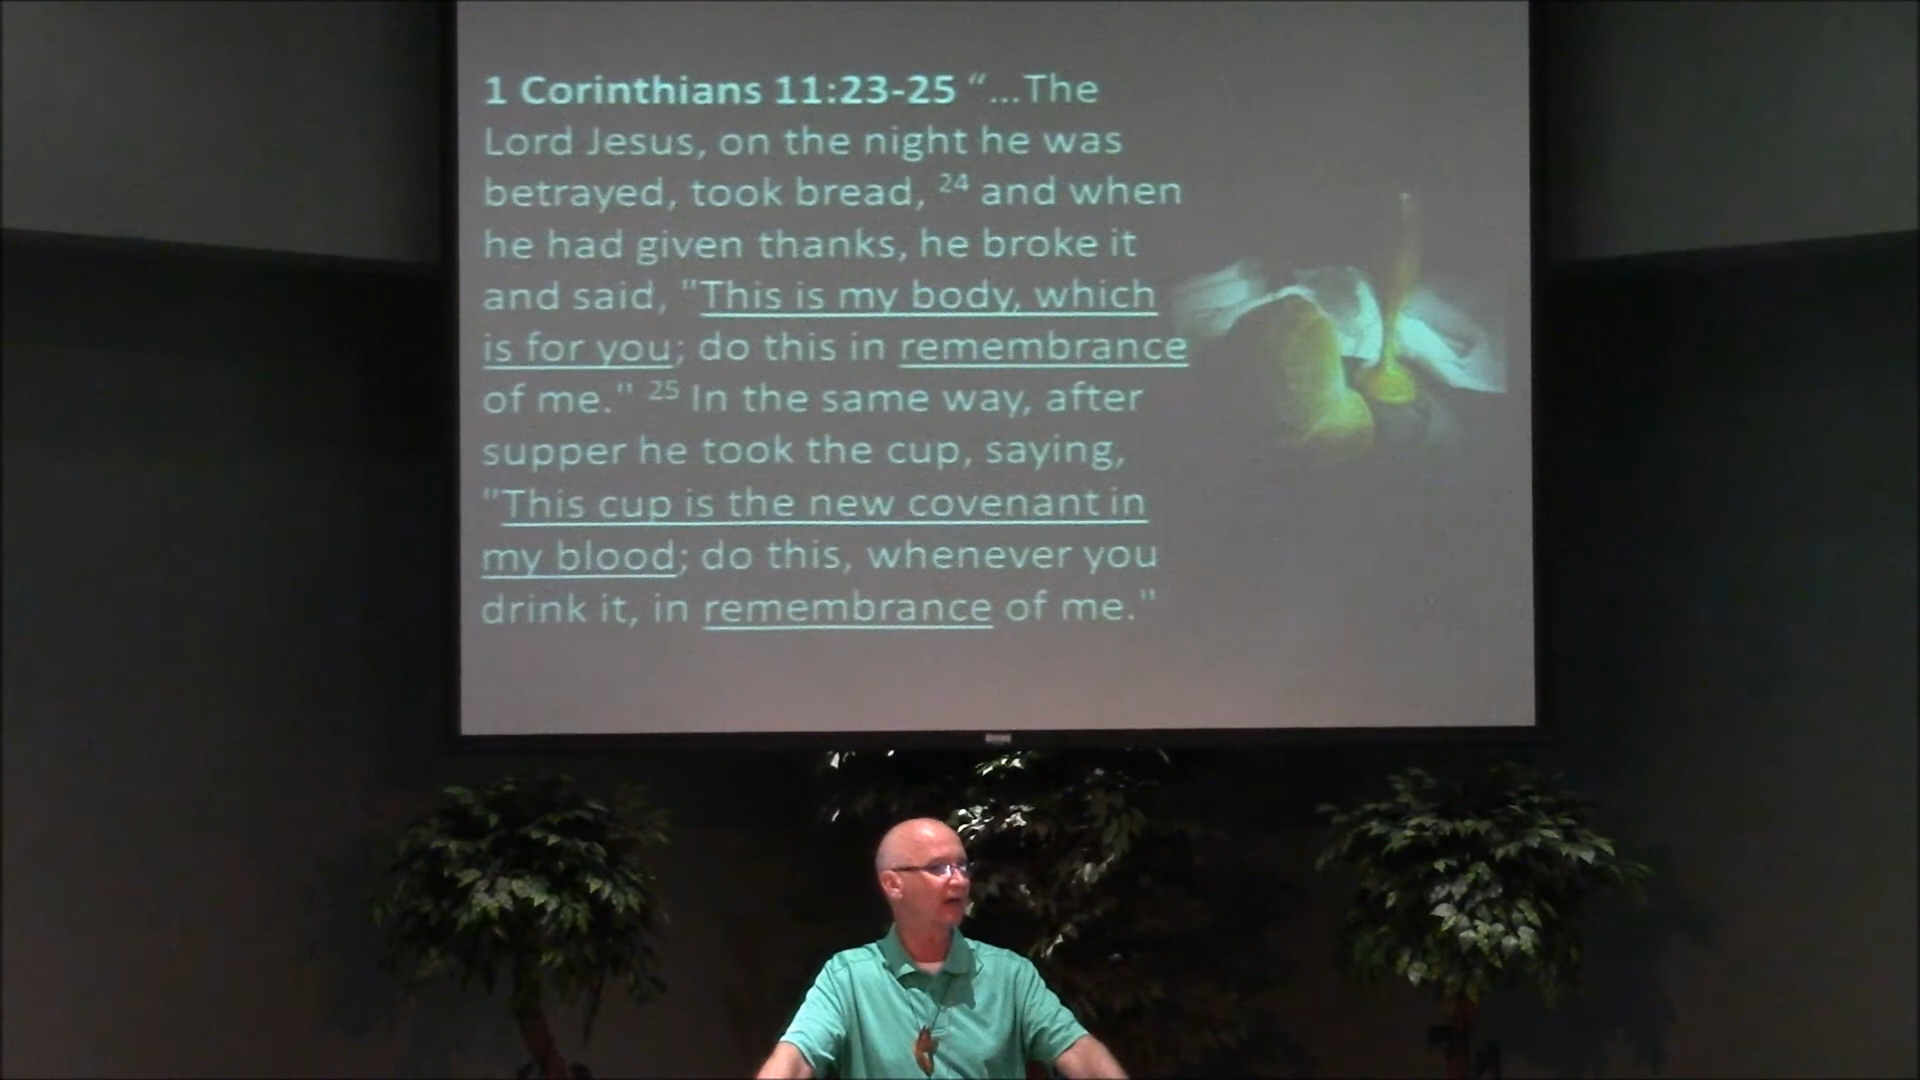 1 Corinthians 11:23-25 “...The
Lord Jesus, on the night he was
betrayed, took bread, 24 and when
he had given thanks, he broke it
and said, "This is my body, which
is for you; do this in remembrance
of me." 25 In the same way, after
supper he took the cup, saying,
"This cup is the new covenant in
my blood; do this, whenever you
drink it, in remembrance of me."